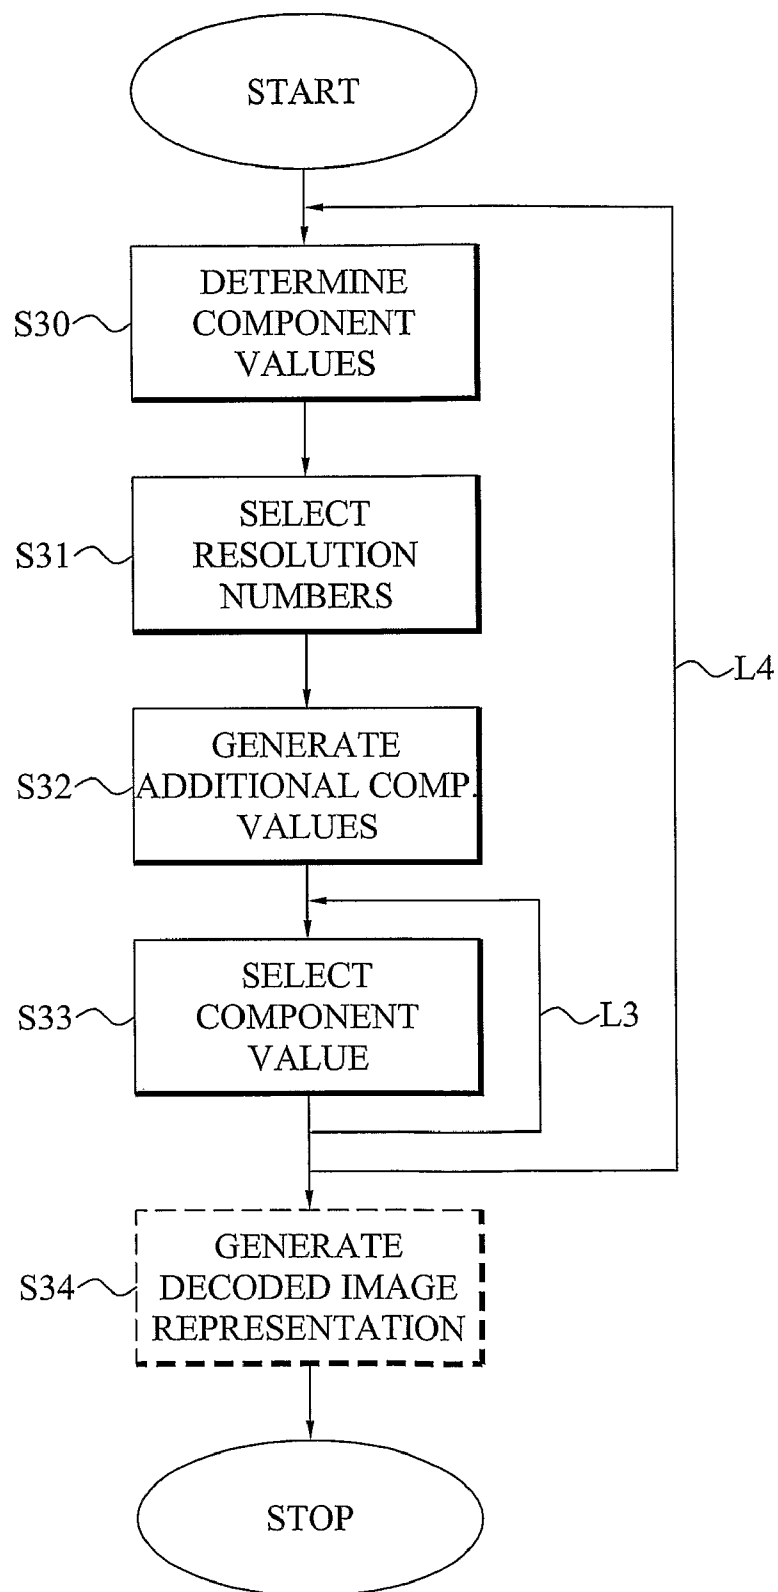 START
S30
DETERMINE
COMPONENT
VALUES
S31
SELECT
RESOLUTION
NUMBERS
L4
S32
GENERATE
ADDITIONAL COMP.
VALUES
S33
SELECT
COMPONENT
VALUE
L3
S34
GENERATE
DECODED IMAGE
REPRESENTATION
STOP